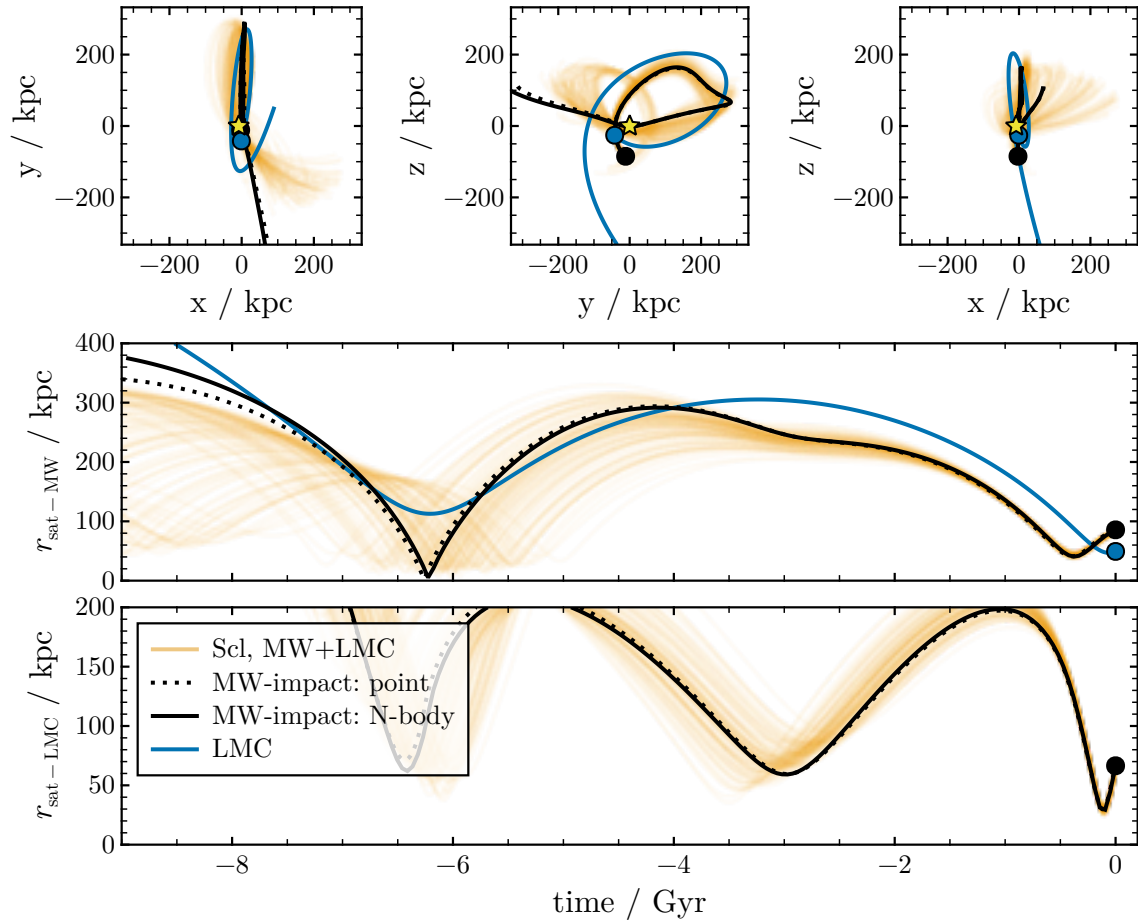 200
0
−200
y / kpc
−200
0
200
x / kpc
200
0
−200
z / kpc
−200
0
200
y / kpc
200
0
−200
z / kpc
−200
0
200
x / kpc
400
300
200
100
0
r_sat−MW / kpc
200
150
100
50
0
r_sat−LMC / kpc
Scl, MW+LMC
MW-impact: point
MW-impact: N-body
LMC
−8
−6
−4
−2
0
time / Gyr